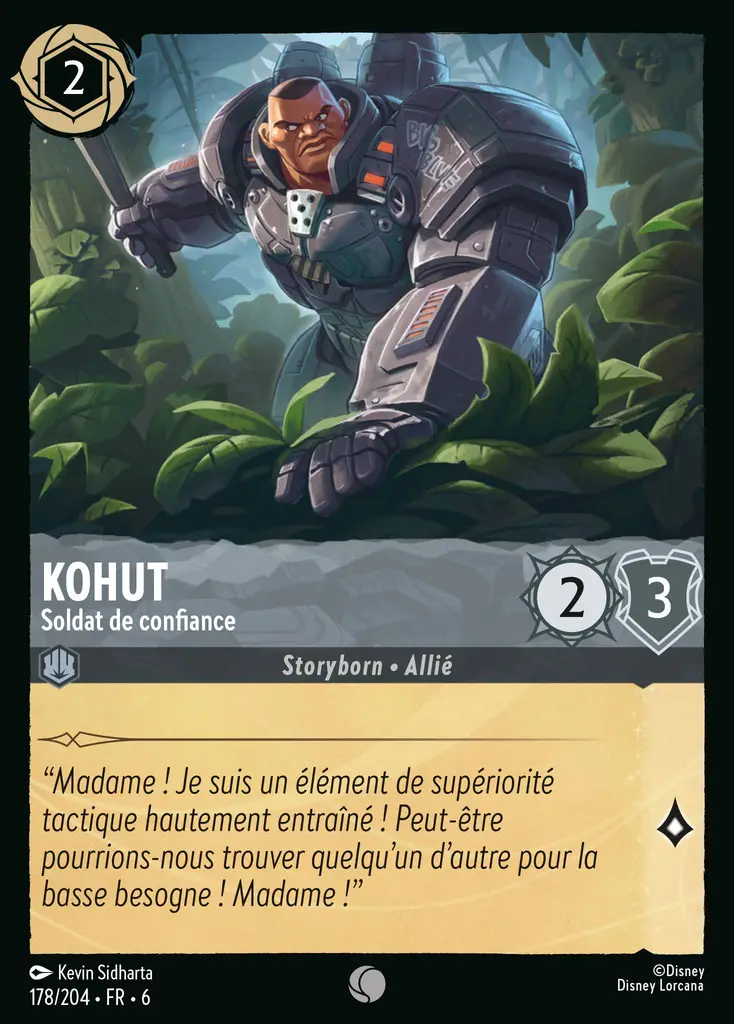 2
KOHUT
Soldat de confiance
2
3
Storyborn • Allié
“Madame ! Je suis un élément de supériorité
tactique hautement entraîné ! Peut-être
pourrions-nous trouver quelqu’un d’autre pour la
basse besogne ! Madame !”
Kevin Sidharta
©Disney
178/204 • FR • 6
Disney Lorcana